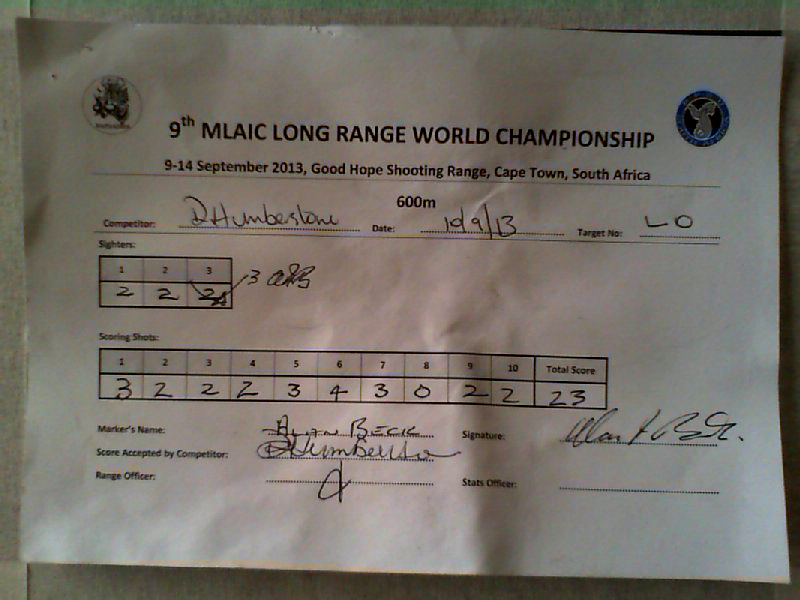 9th MLAIC LONG RANGE WORLD CHAMPIONSHIP
9-14 September 2013, Good Hope Shooting Range, Cape Town, South Africa
600m
Competitor: D Humberstone Date: 10/9/13 Target No: LO
Sighters:
1 2 3
2 2 3
Scoring Shots:
1 2 3 4 5 6 7 8 9 10 Total Score
3 2 2 2 3 4 3 0 2 2 23
Marker's Name: ALAN BECK Signature:
Score Accepted by Competitor:
Range Officer: Stats Officer: